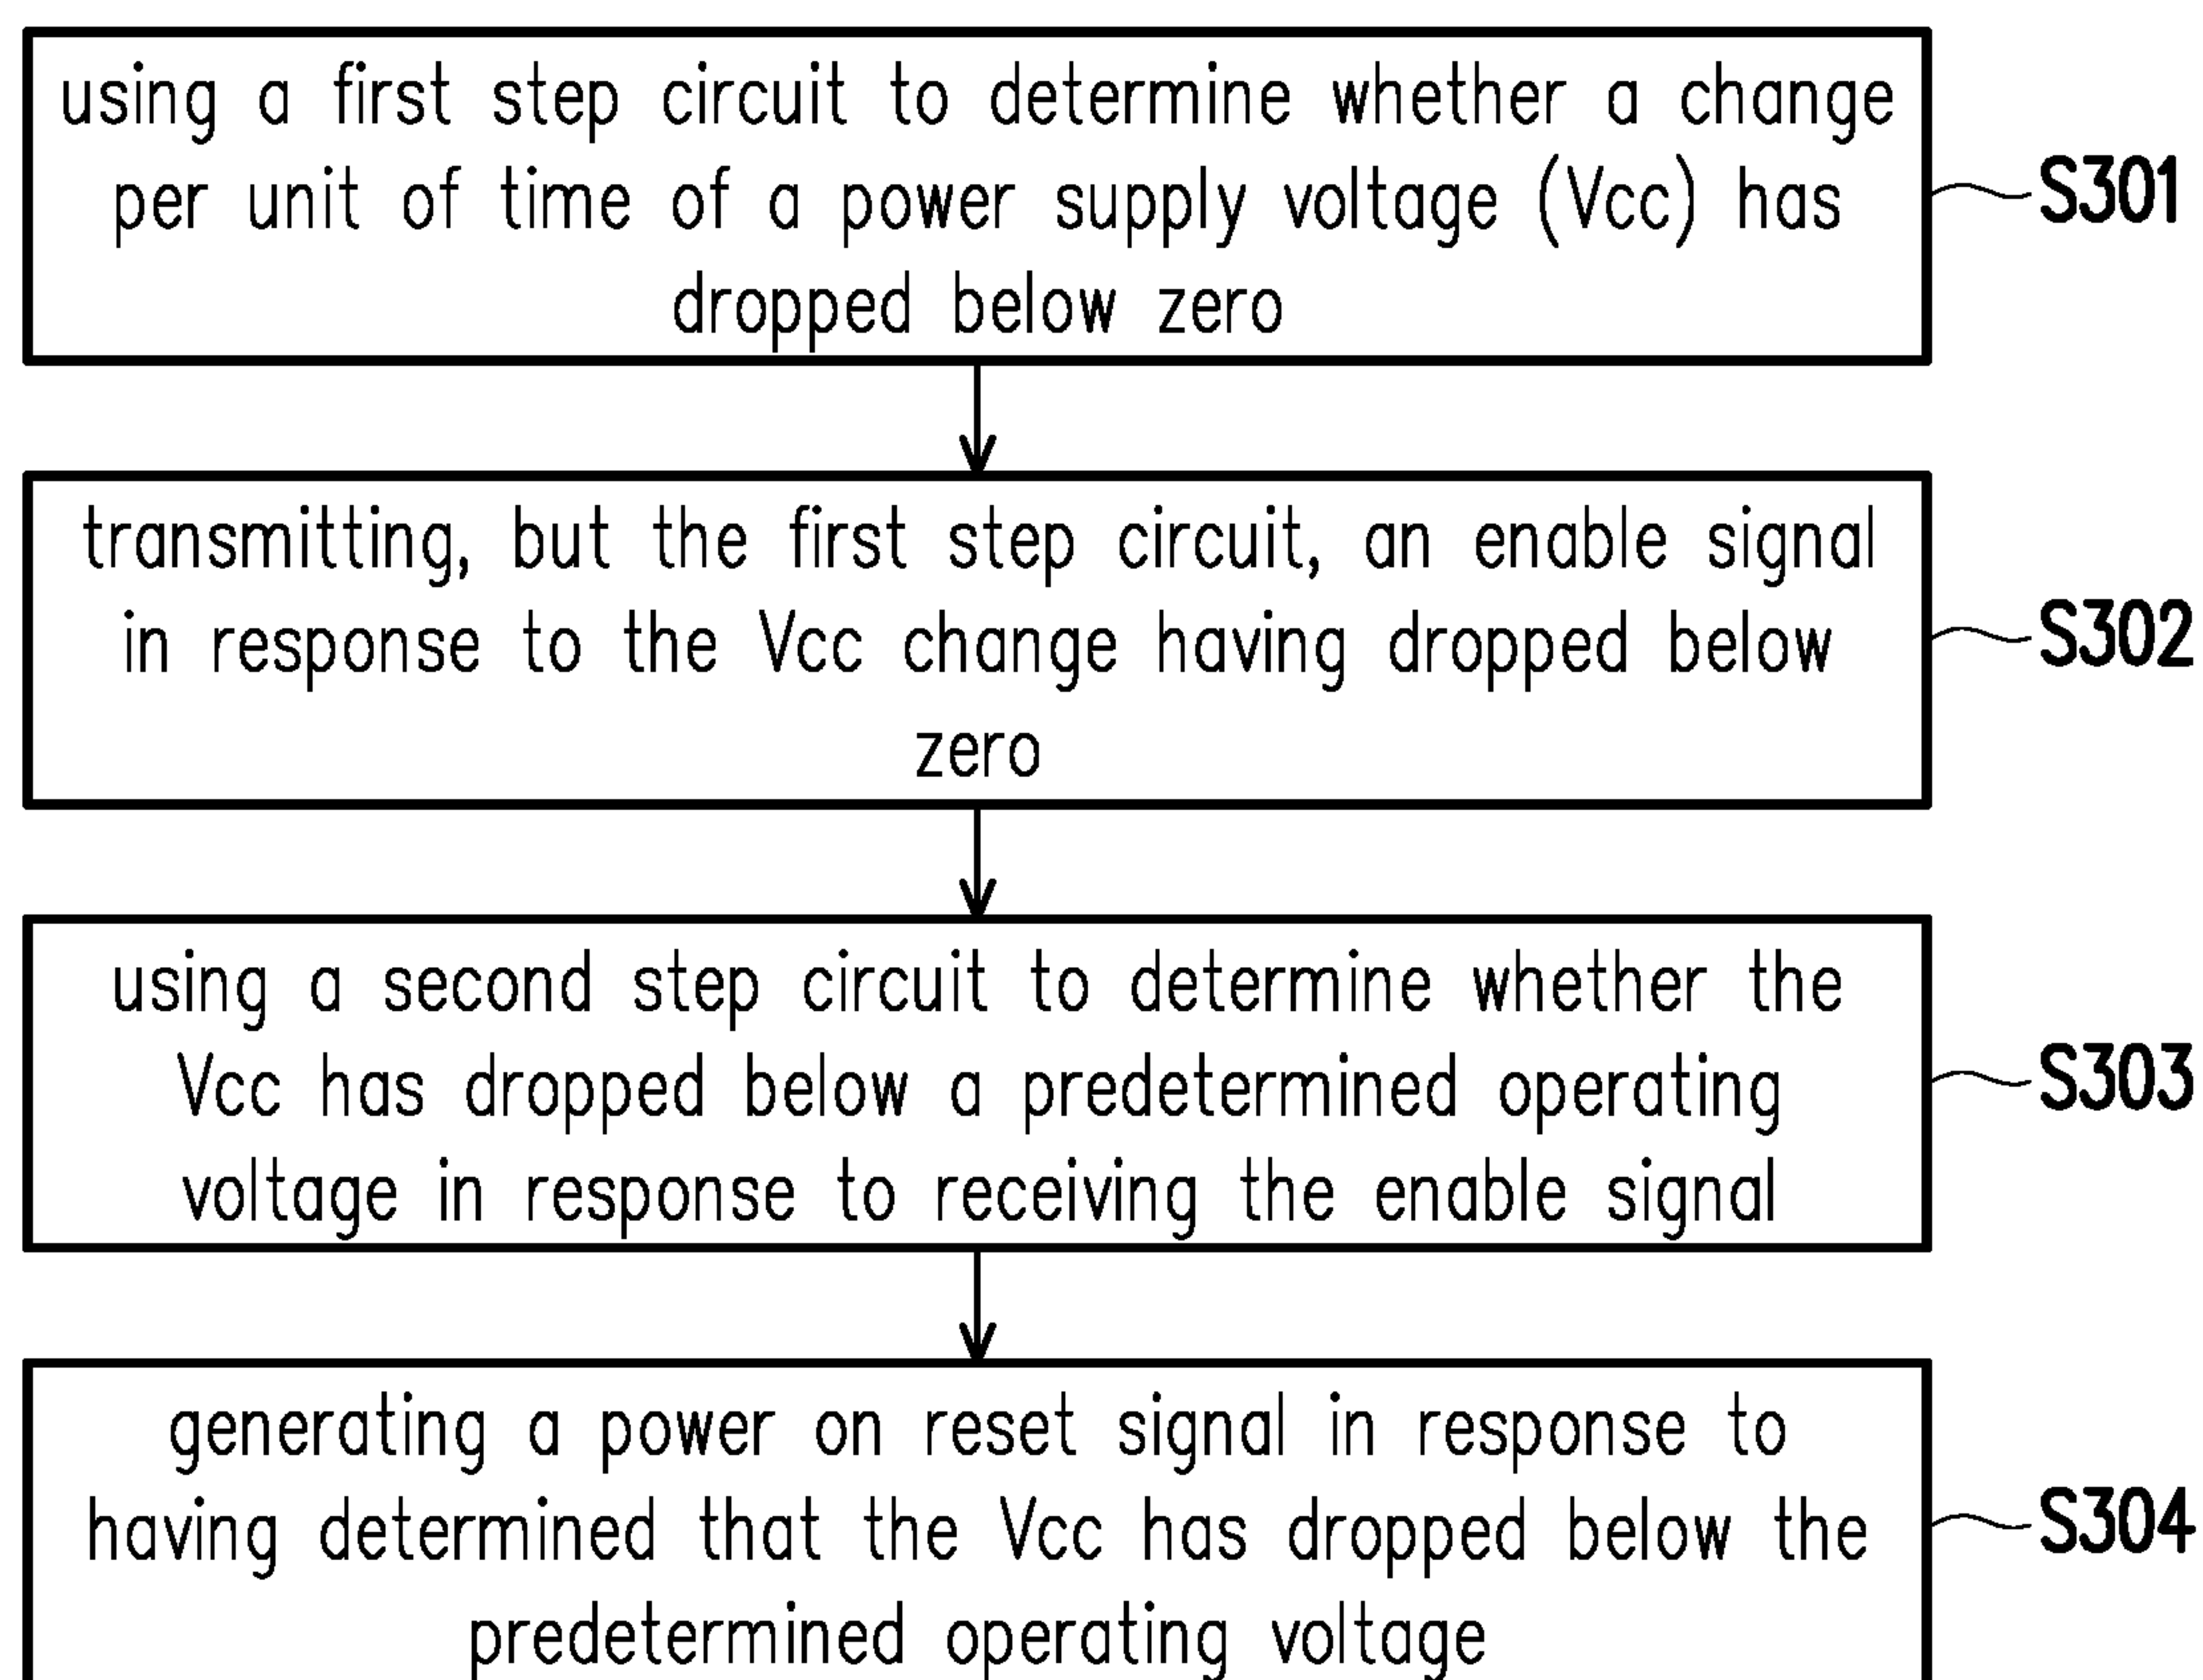 using a first step circuit to determine whether a change
per unit of time of a power supply voltage (Vcc) has
dropped below zero
S301
transmitting, but the first step circuit, an enable signal
in response to the Vcc change having dropped below
zero
S302
using a second step circuit to determine whether the
Vcc has dropped below a predetermined operating
voltage in response to receiving the enable signal
S303
generating a power on reset signal in response to
having determined that the Vcc has dropped below the
predetermined operating voltage
S304